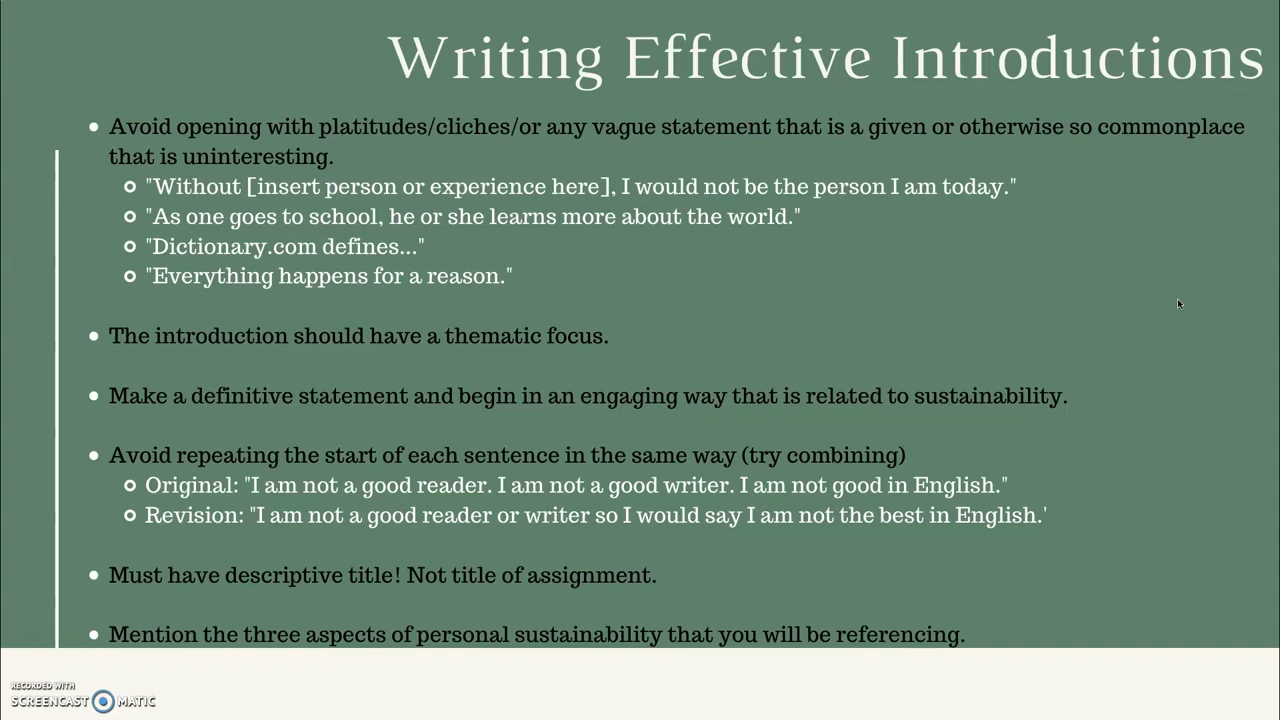 Writing Effective Introductions
Avoid opening with platitudes/cliches/or any vague statement that is a given or otherwise so commonplace
that is uninteresting.
"Without [insert person or experience here], I would not be the person I am today."
"As one goes to school, he or she learns more about the world."
"Dictionary.com defines..."
"Everything happens for a reason."
The introduction should have a thematic focus.
Make a definitive statement and begin in an engaging way that is related to sustainability.
Avoid repeating the start of each sentence in the same way (try combining)
Original: "I am not a good reader. I am not a good writer. I am not good in English."
Revision: "I am not a good reader or writer so I would say I am not the best in English.'
Must have descriptive title! Not title of assignment.
Mention the three aspects of personal sustainability that you will be referencing.
RECORDED WITH
SCREENCAST MATIC